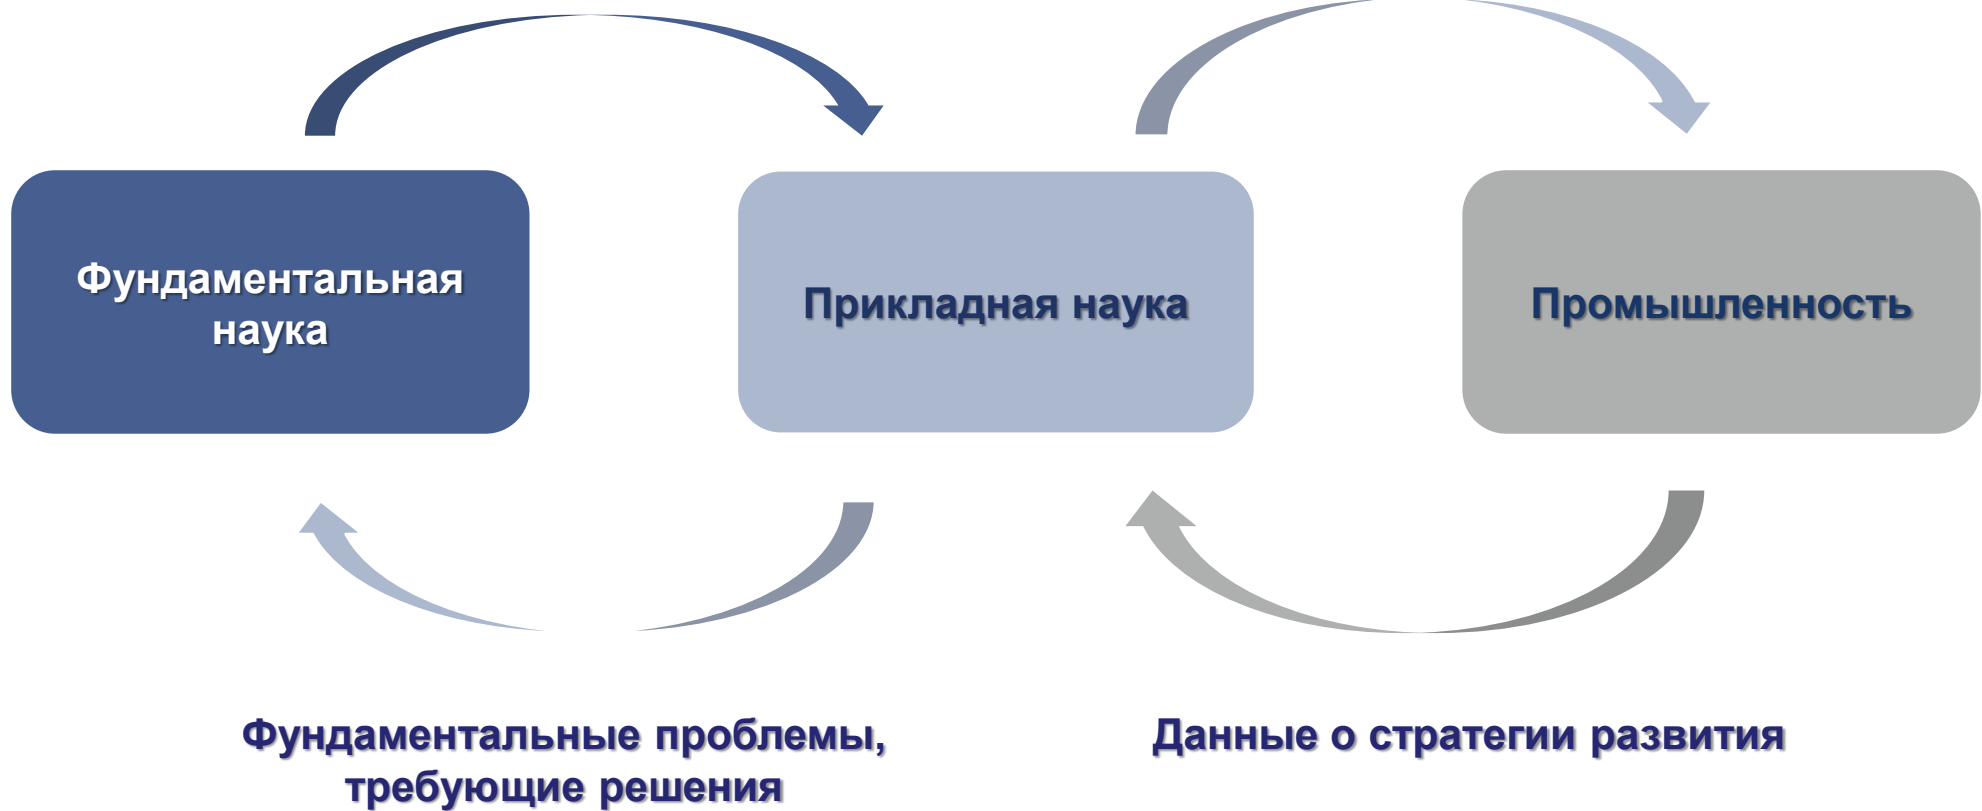 Фундаментальная
наука
Прикладная наука
Промышленность
Фундаментальные проблемы,
требующие решения
Данные о стратегии развития